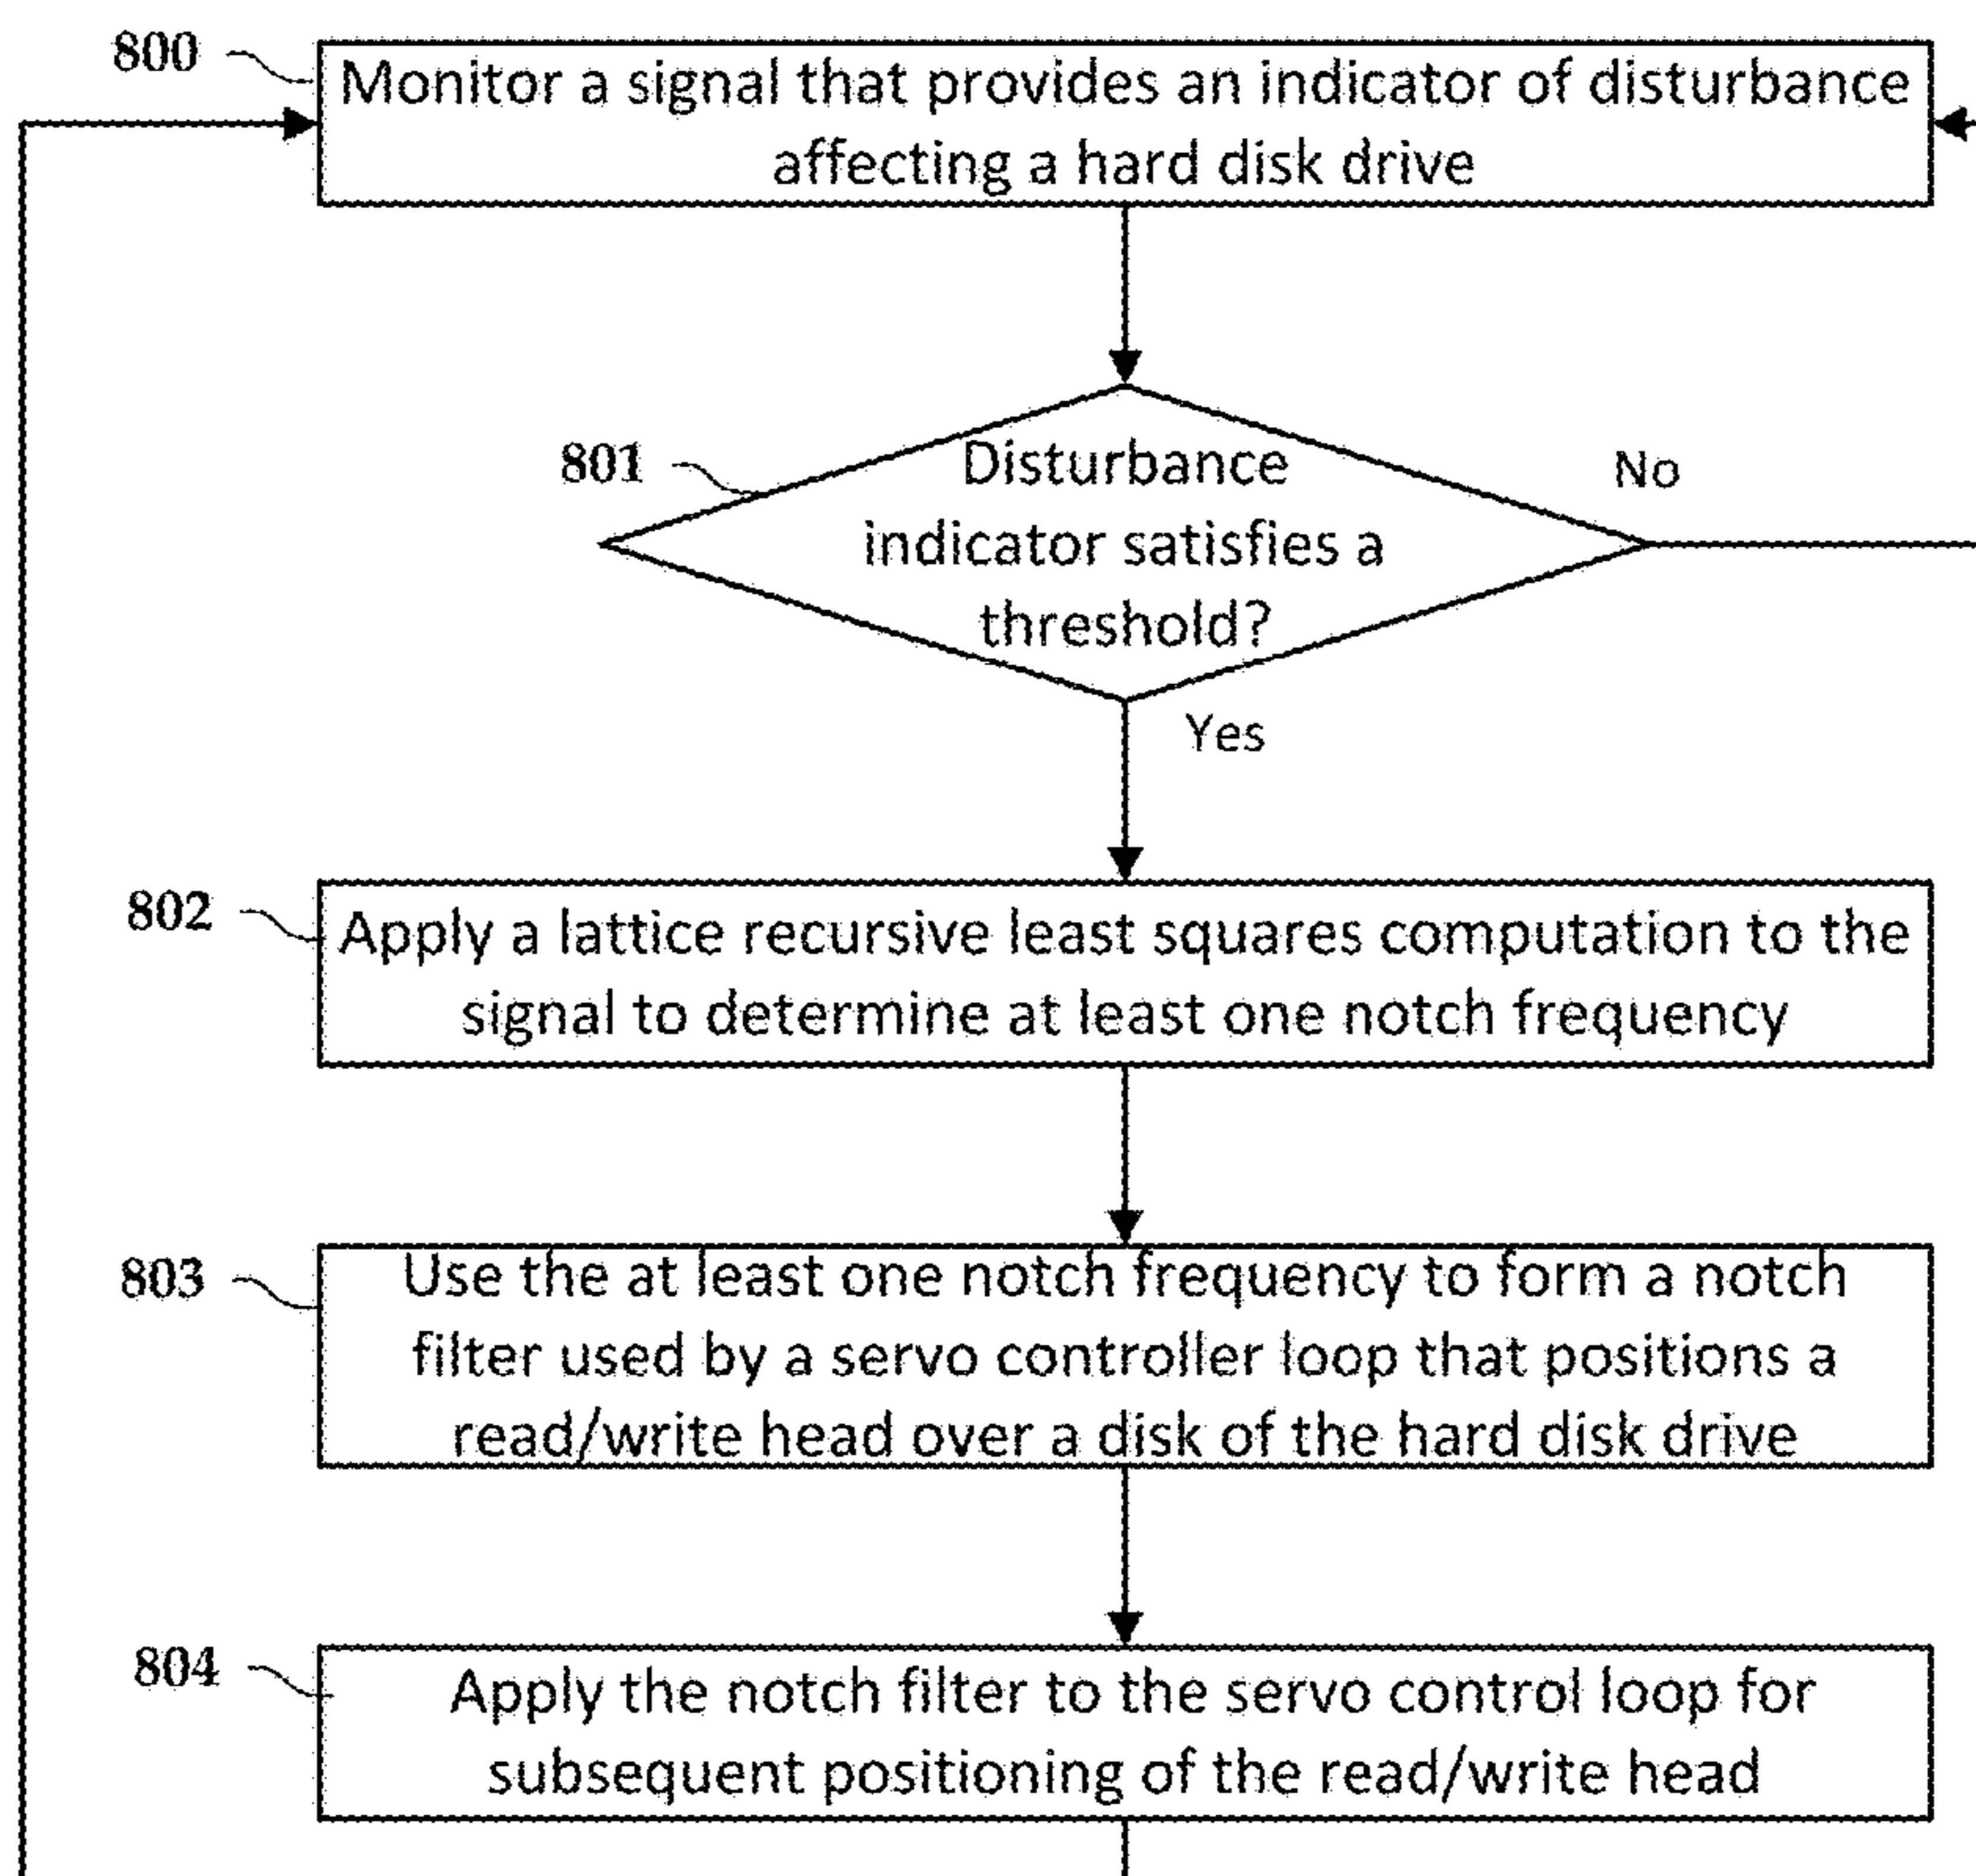 800
Monitor a signal that provides an indicator of disturbance
affecting a hard disk drive
801
Disturbance
indicator satisfies a
threshold?
No
Yes
802
Apply a lattice recursive least squares computation to the
signal to determine at least one notch frequency
803
Use the at least one notch frequency to form a notch
filter used by a servo controller loop that positions a
read/write head over a disk of the hard disk drive
804
Apply the notch filter to the servo control loop for
subsequent positioning of the read/write head